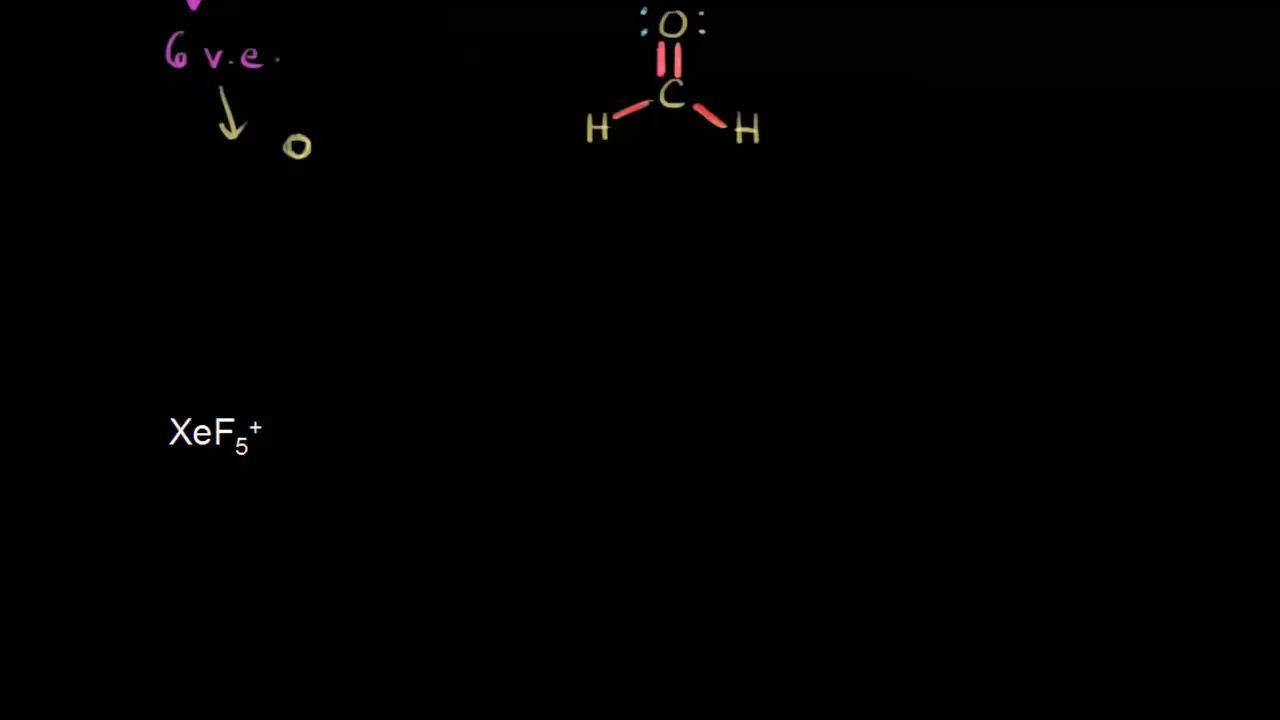 :O:
6 v.e.
C
H H
O
XeF₅⁺